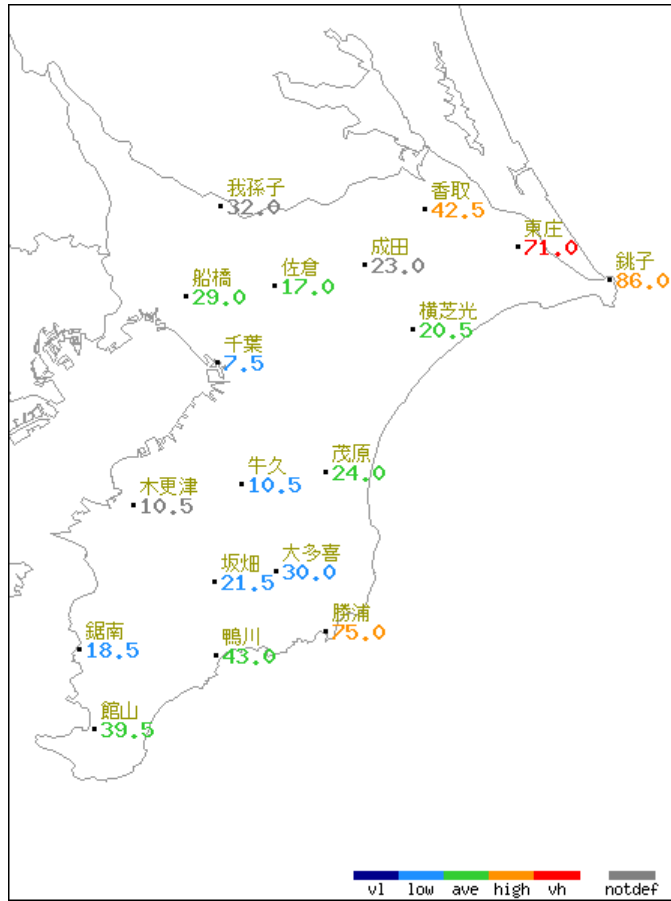 我孫子
32.0
香取
42.5
東庄
71.0
成田
23.0
銚子
86.0
船橋
29.0
佐倉
17.0
横芝光
20.5
千葉
7.5
茂原
24.0
牛久
10.5
木更津
10.5
大多喜
30.0
坂畑
21.5
勝浦
75.0
鋸南
18.5
鴨川
43.0
館山
39.5
vl low ave high vh notdef